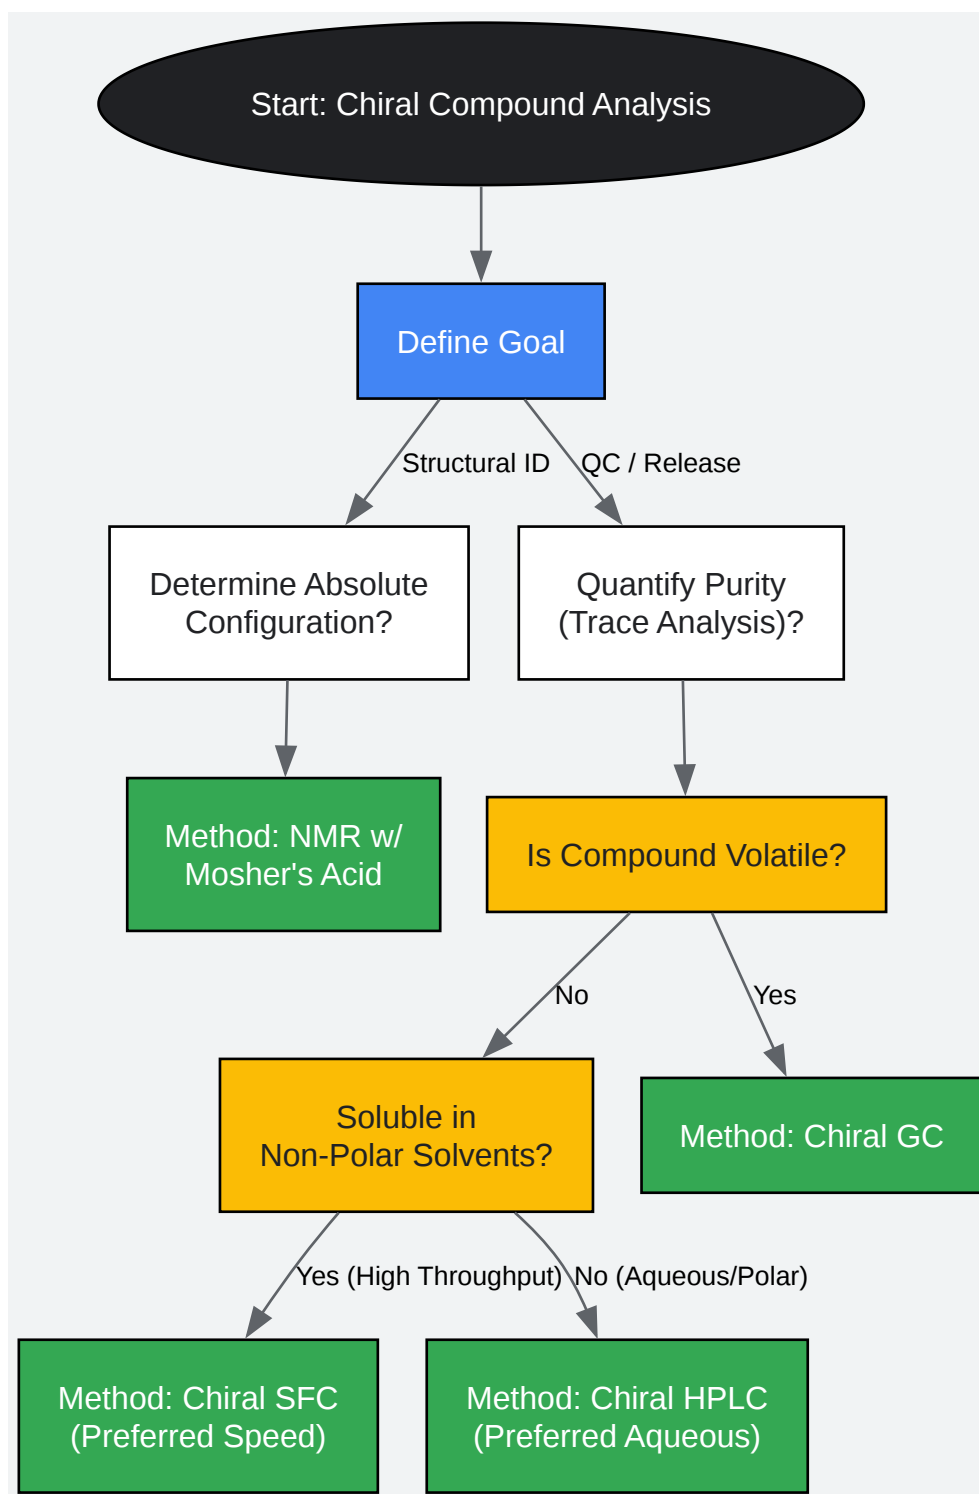 Start: Chiral Compound Analysis
Define Goal
Structural ID
QC / Release
Determine Absolute
Configuration?
Quantify Purity
(Trace Analysis)?
Method: NMR w/
Mosher's Acid
Is Compound Volatile?
No
Yes
Soluble in
Non-Polar Solvents?
Method: Chiral GC
Yes (High Throughput)
No (Aqueous/Polar)
Method: Chiral SFC
(Preferred Speed)
Method: Chiral HPLC
(Preferred Aqueous)